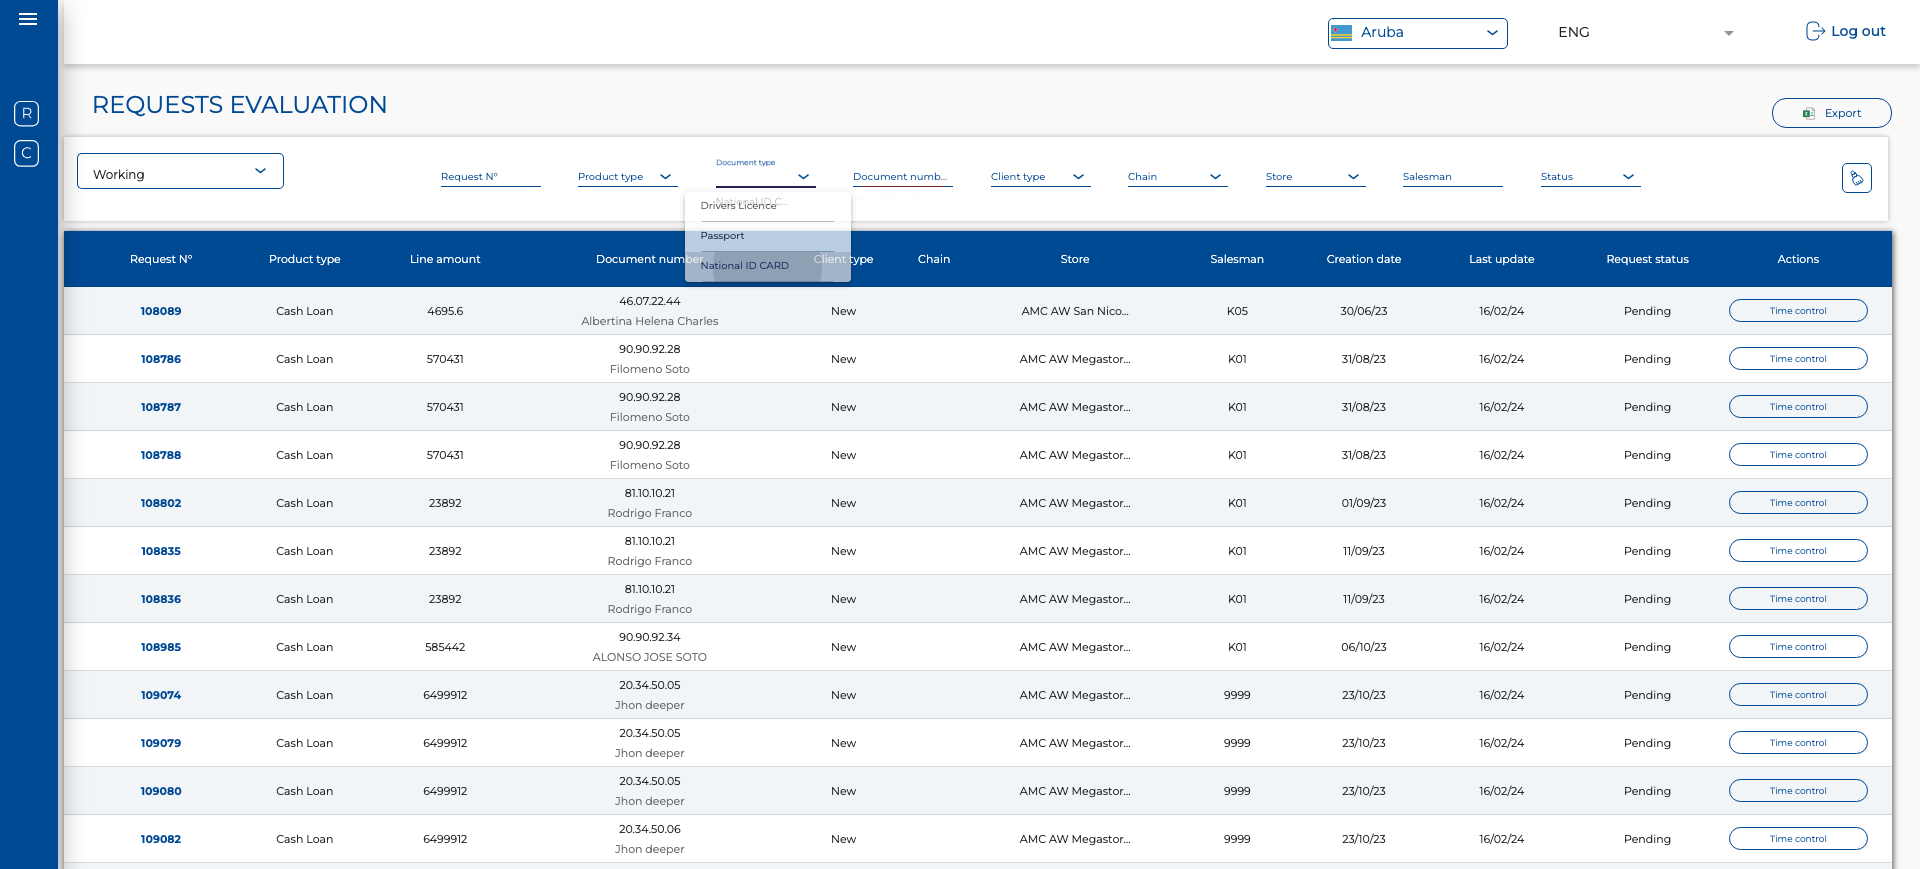 Aruba
ENG
Log out
R
C
REQUESTS EVALUATION
Export
Working
Request Nº
Product type
Document type
Document numb...
Client type
Chain
Store
Salesman
Status
National ID C...
Drivers Licence
Passport
National ID CARD
Request Nº Product type Line amount Document number Client type Chain Store Salesman Creation date Last update Request status Actions
108089 Cash Loan 4695.6 46.07.22.44 New AMC AW San Nico... K05 30/06/23 16/02/24 Pending Time control
Albertina Helena Charles
108786 Cash Loan 570431 90.90.92.28 New AMC AW Megastor... K01 31/08/23 16/02/24 Pending Time control
Filomeno Soto
108787 Cash Loan 570431 90.90.92.28 New AMC AW Megastor... K01 31/08/23 16/02/24 Pending Time control
Filomeno Soto
108788 Cash Loan 570431 90.90.92.28 New AMC AW Megastor... K01 31/08/23 16/02/24 Pending Time control
Filomeno Soto
108802 Cash Loan 23892 81.10.10.21 New AMC AW Megastor... K01 01/09/23 16/02/24 Pending Time control
Rodrigo Franco
108835 Cash Loan 23892 81.10.10.21 New AMC AW Megastor... K01 11/09/23 16/02/24 Pending Time control
Rodrigo Franco
108836 Cash Loan 23892 81.10.10.21 New AMC AW Megastor... K01 11/09/23 16/02/24 Pending Time control
Rodrigo Franco
108985 Cash Loan 585442 90.90.92.34 New AMC AW Megastor... K01 06/10/23 16/02/24 Pending Time control
ALONSO JOSE SOTO
109074 Cash Loan 6499912 20.34.50.05 New AMC AW Megastor... 9999 23/10/23 16/02/24 Pending Time control
Jhon deeper
109079 Cash Loan 6499912 20.34.50.05 New AMC AW Megastor... 9999 23/10/23 16/02/24 Pending Time control
Jhon deeper
109080 Cash Loan 6499912 20.34.50.05 New AMC AW Megastor... 9999 23/10/23 16/02/24 Pending Time control
Jhon deeper
109082 Cash Loan 6499912 20.34.50.06 New AMC AW Megastor... 9999 23/10/23 16/02/24 Pending Time control
Jhon deeper